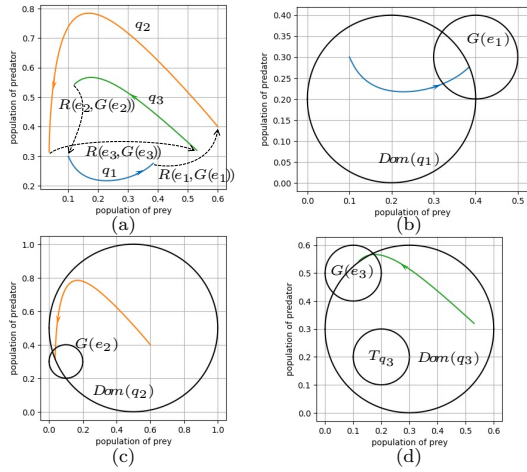 population of predator
0.8
0.7
0.6
0.5
0.4
0.3
0.2
q₂
q₃
R(e₂,G(e₂))
R(e₃,G(e₃))
q₁
R(e₁,G(e₁))
0.0 0.1 0.2 0.3 0.4 0.5 0.6
population of prey
(a)
population of predator
0.40
0.35
0.30
0.25
0.20
0.15
0.10
0.05
0.00
G(e₁)
Dom(q₁)
0.0 0.1 0.2 0.3 0.4 0.5
population of prey
(b)
population of predator
1.0
0.8
0.6
0.4
0.2
0.0
G(e₂)
Dom(q₂)
0.0 0.2 0.4 0.6 0.8 1.0
population of prey
(c)
population of predator
0.6
0.5
0.4
0.3
0.2
0.1
0.0
G(e₃)
T_q₃ Dom(q₃)
0.0 0.1 0.2 0.3 0.4 0.5 0.6
population of prey
(d)